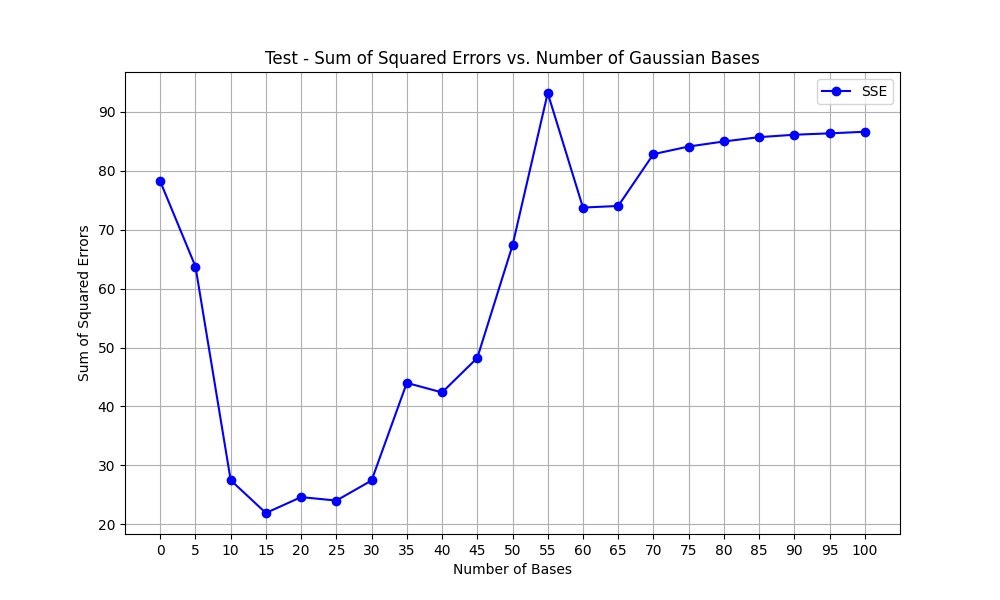 Test - Sum of Squared Errors vs. Number of Gaussian Bases
SSE
Sum of Squared Errors
90
80
70
60
50
40
30
20
0 5 10 15 20 25 30 35 40 45 50 55 60 65 70 75 80 85 90 95 100
Number of Bases